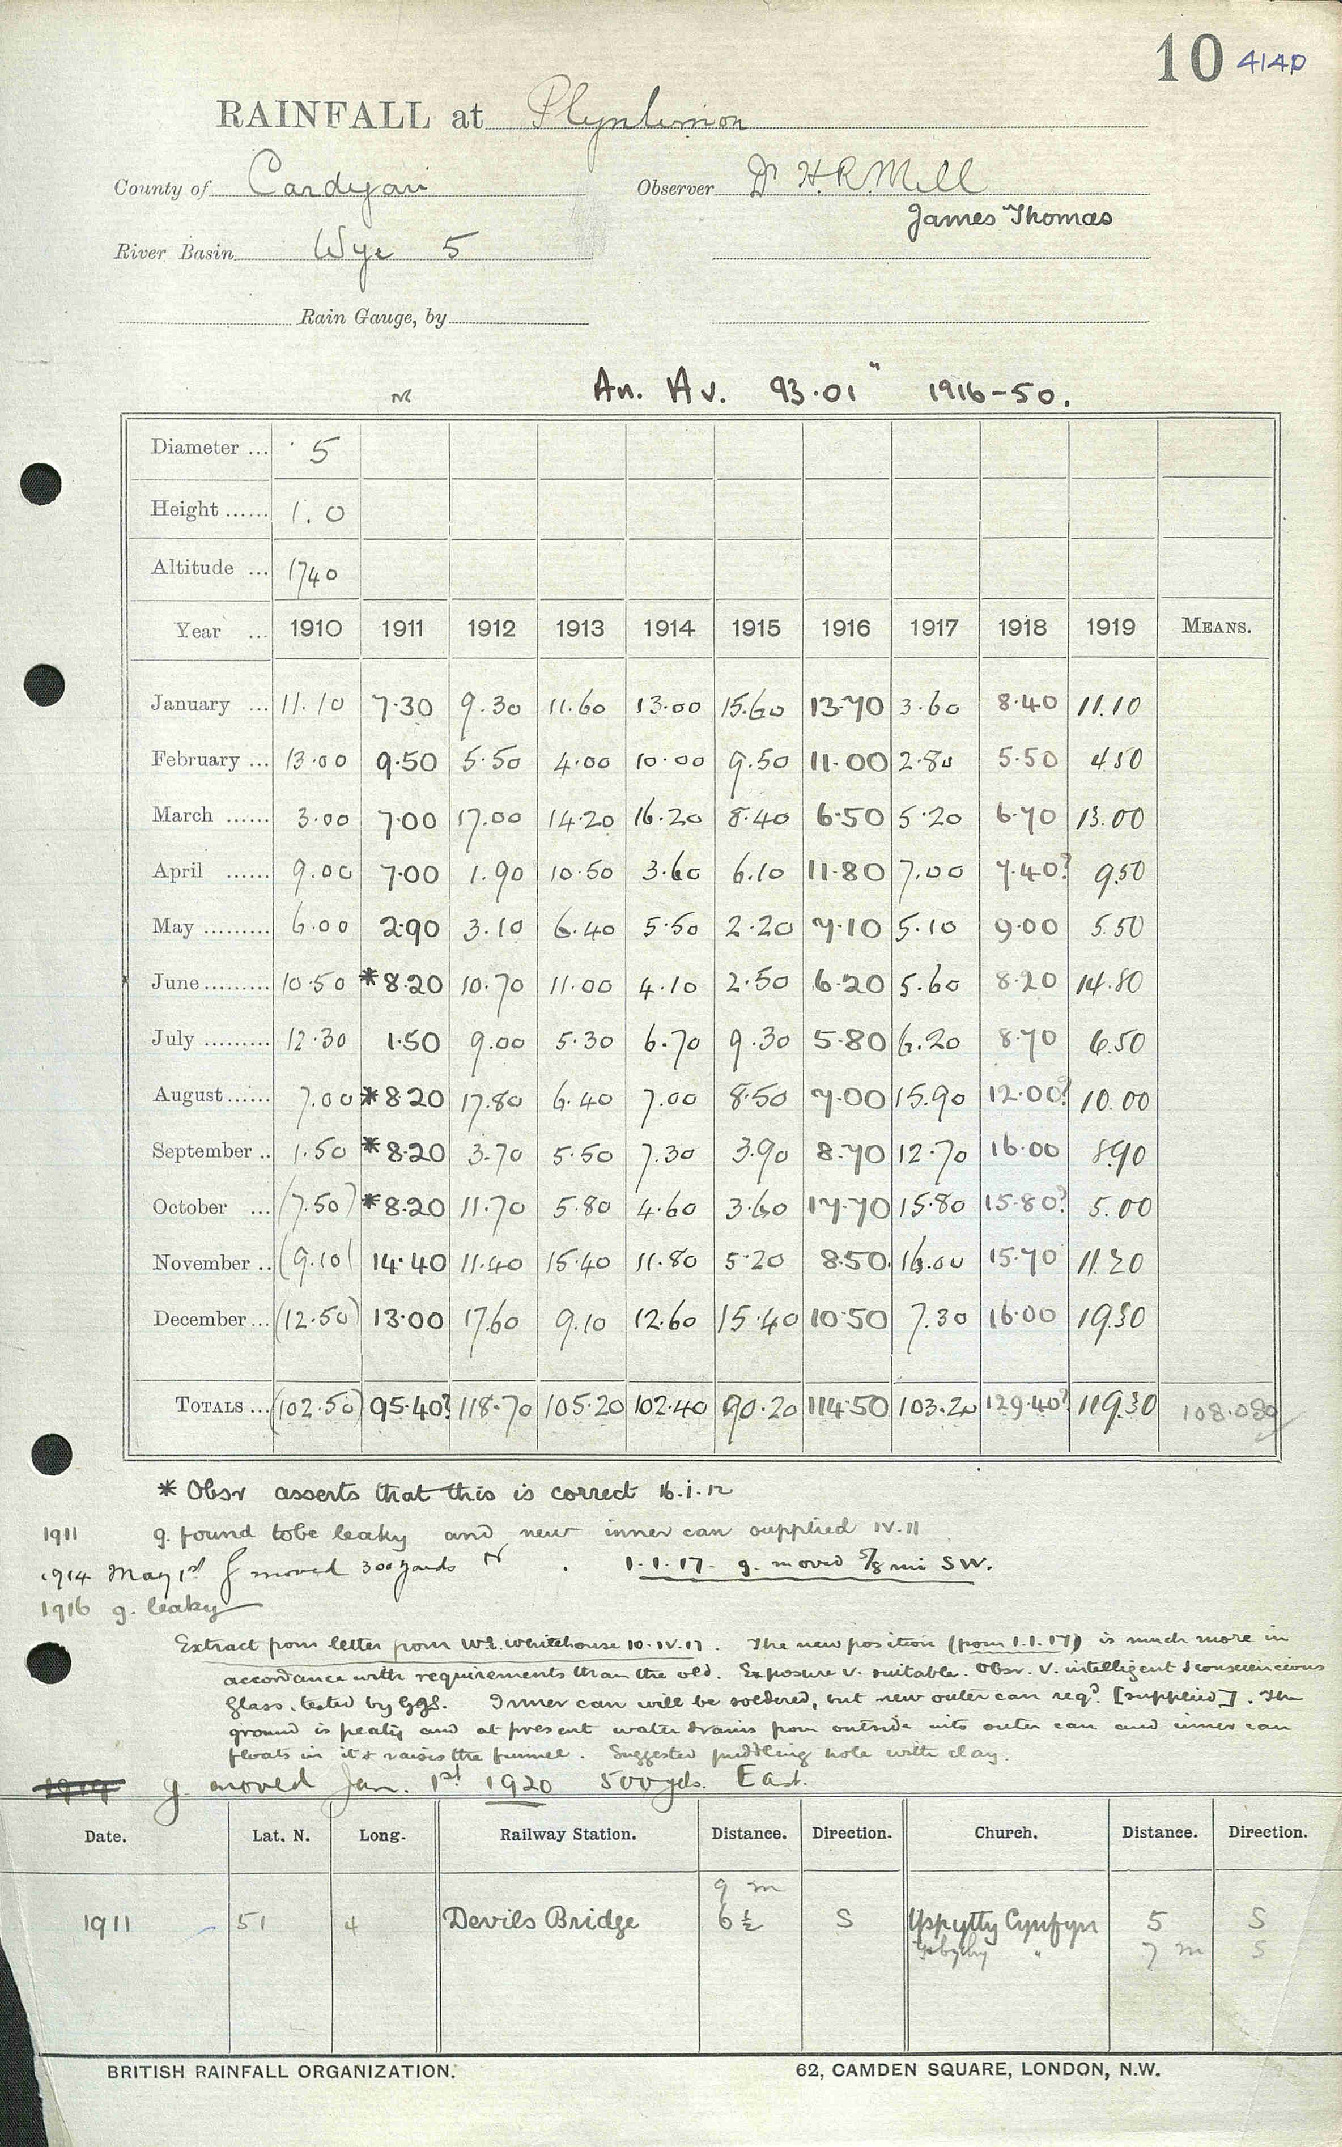 10 414D
RAINFALL at Plynlimon
County of Cardigan Observer Dr H.R. Mill
James Thomas
River Basin Wye 5
Rain Gauge, by
An. Av. 93.01" 1916-50.
Diameter ... 5
Height ...... 1.0
Altitude ... 1740
Year ... 1910 1911 1912 1913 1914 1915 1916 1917 1918 1919 MEANS.
January ... 11.10 7.30 9.30 11.60 13.00 15.60 13.70 3.60 8.40 11.10
February ... 13.00 9.50 5.50 4.00 10.00 9.50 11.00 2.80 5.50 4.50
March ...... 3.00 7.00 17.00 14.20 16.20 8.40 6.50 5.20 6.70 13.00
April ...... 9.00 7.00 1.90 10.50 3.60 6.10 11.80 7.00 7.40? 9.50
May ......... 6.00 2.90 3.10 6.40 5.50 2.20 7.10 5.10 9.00 5.50
June ......... 10.50 *8.20 10.70 11.00 4.10 2.50 6.20 5.60 8.20 14.80
July ......... 12.30 1.50 9.00 5.30 6.70 9.30 5.80 6.20 8.70 6.50
August ...... 7.00 *8.20 17.80 6.40 7.00 8.50 7.00 15.90 12.00? 10.00
September .. 1.50 *8.20 3.70 5.50 7.30 3.90 8.70 12.70 16.00 8.90
October ... (7.50) *8.20 11.70 5.80 4.60 3.60 17.70 15.80 15.80? 5.00
November .. (9.10) 14.40 11.40 15.40 11.80 5.20 8.50 16.00 15.70 11.20
December ... (12.50) 13.00 17.60 9.10 12.60 15.40 10.50 7.30 16.00 19.30
TOTALS ... (102.50) 95.40? 118.70 105.20 102.40 90.20 114.50 103.20 129.40? 119.30 108.080
* Obsr asserts that this is correct 16.i.12
1911 g. found to be leaky and new inner can supplied IV.11
1914 May 1st g moved 300 yards N . 1.1.17 - g. moved 5/8 mi SW.
1916 g. leaky
Extract from letter from W.E. Whitehouse 10.IV.17. The new position (from 1.1.17) is much more in
accordance with requirements than the old. Exposure v. suitable. Obsr. v. intelligent & consciencious
Glass. tested by Inner can will be soldered, but new outer can reqd. [supplied]. The
ground is peaty and at present water drains from outside into outer can and inner can
floats in it & raises the funnel. Suggested puddling hole with clay.
1919 g. moved Jan. 1st 1920 500 yds. East.
Date. Lat. N. Long. Railway Station. Distance. Direction. Church. Distance. Direction.
9 m
1911 51 4 Devils Bridge 6½ S Yspytty Cynfyn 5 S
" 7 m S
BRITISH RAINFALL ORGANIZATION. 62, CAMDEN SQUARE, LONDON, N.W.